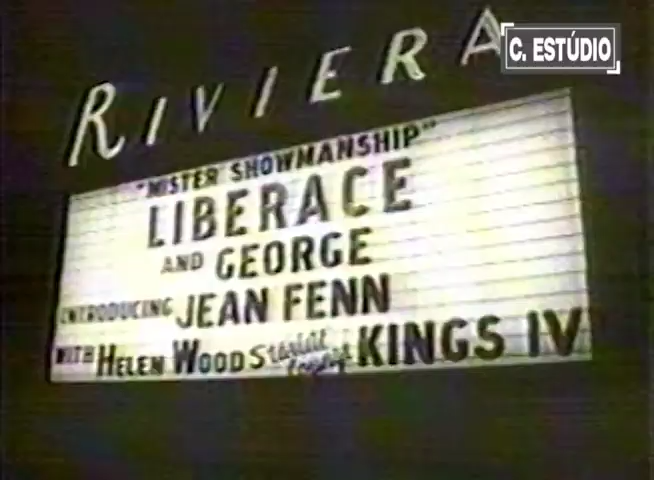 C. ESTÚDIO
RIVIERA
"MISTER SHOWMANSHIP"
LIBERACE
AND GEORGE
INTRODUCING JEAN FENN
WITH HELEN WOOD KINGS IV